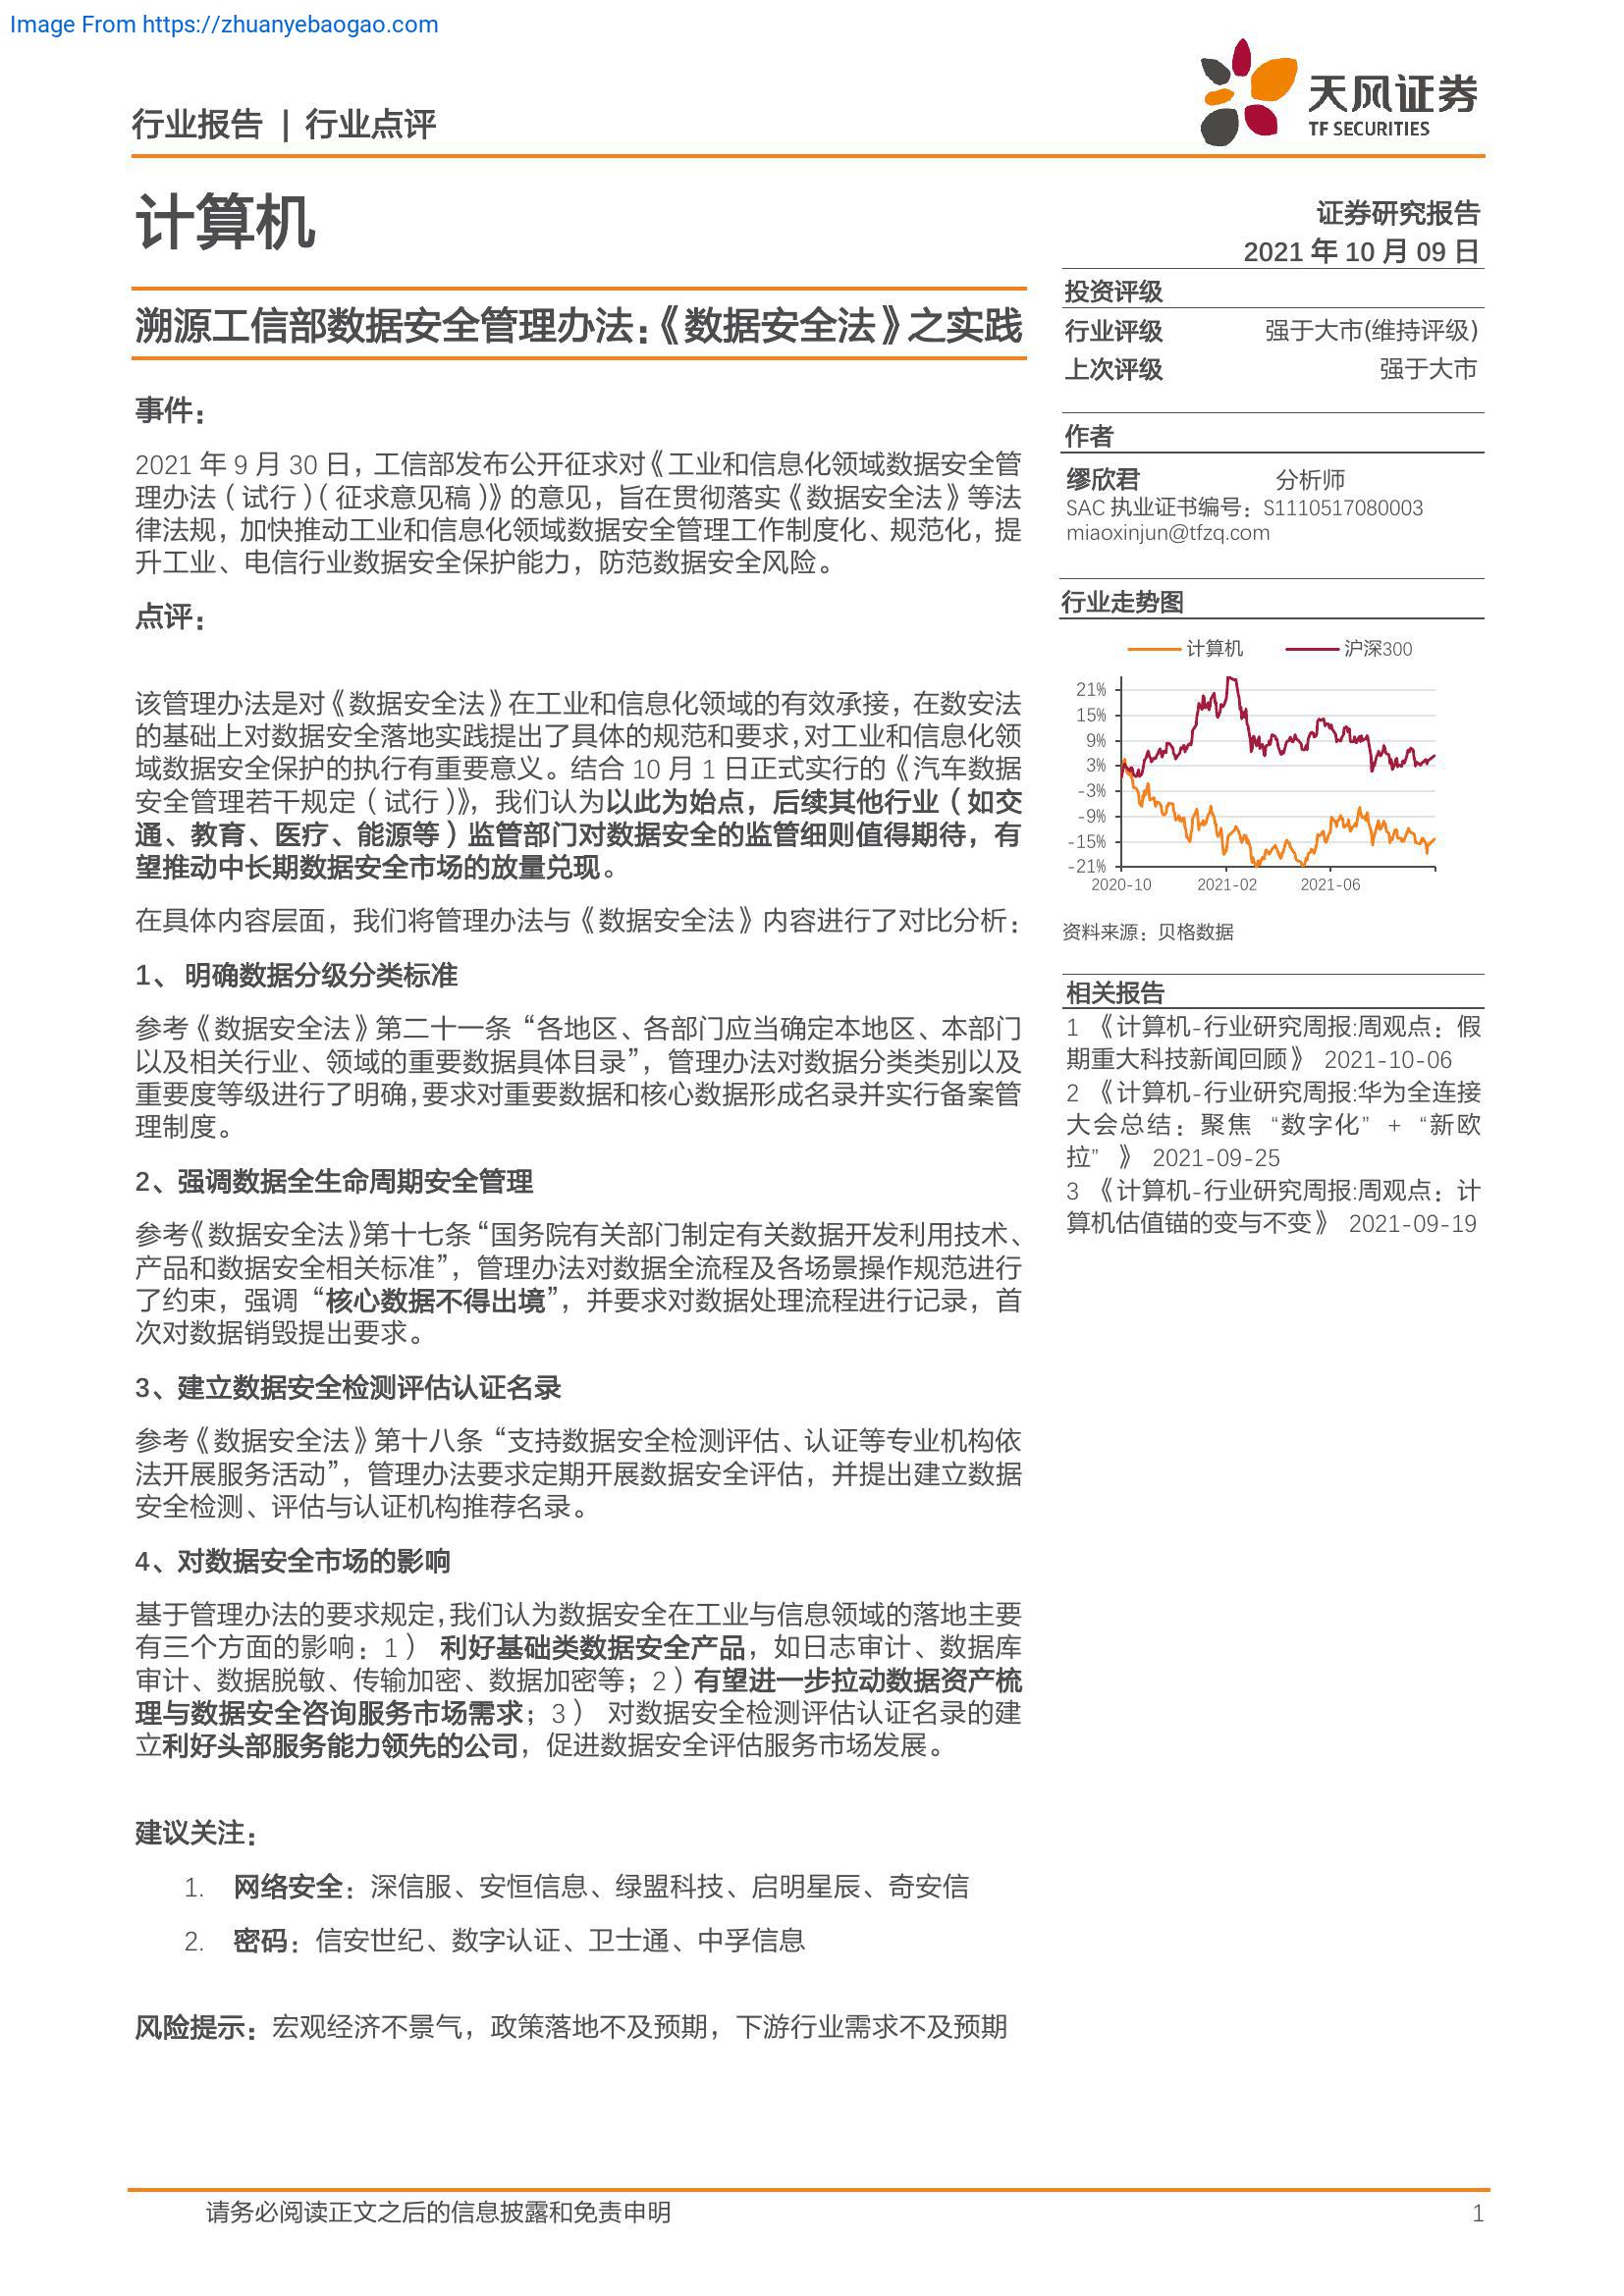 Image From https://zhuanyebaogao.com
行业报告 | 行业点评
天风证券
TF SECURITIES
计算机
证券研究报告
2021 年 10 月 09 日
溯源工信部数据安全管理办法：《数据安全法》之实践
事件：
2021 年 9 月 30 日，工信部发布公开征求对《工业和信息化领域数据安全管
理办法（试行）（征求意见稿）》的意见，旨在贯彻落实《数据安全法》等法
律法规，加快推动工业和信息化领域数据安全管理工作制度化、规范化，提
升工业、电信行业数据安全保护能力，防范数据安全风险。
点评：
该管理办法是对《数据安全法》在工业和信息化领域的有效承接，在数安法
的基础上对数据安全落地实践提出了具体的规范和要求，对工业和信息化领
域数据安全保护的执行有重要意义。结合 10 月 1 日正式实行的《汽车数据
安全管理若干规定（试行）》，我们认为以此为始点，后续其他行业（如交
通、教育、医疗、能源等）监管部门对数据安全的监管细则值得期待，有
望推动中长期数据安全市场的放量兑现。
在具体内容层面，我们将管理办法与《数据安全法》内容进行了对比分析：
1、 明确数据分级分类标准
参考《数据安全法》第二十一条“各地区、各部门应当确定本地区、本部门
以及相关行业、领域的重要数据具体目录”，管理办法对数据分类类别以及
重要度等级进行了明确，要求对重要数据和核心数据形成名录并实行备案管
理制度。
2、强调数据全生命周期安全管理
参考《数据安全法》第十七条“国务院有关部门制定有关数据开发利用技术、
产品和数据安全相关标准”，管理办法对数据全流程及各场景操作规范进行
了约束，强调“核心数据不得出境”，并要求对数据处理流程进行记录，首
次对数据销毁提出要求。
3、建立数据安全检测评估认证名录
参考《数据安全法》第十八条“支持数据安全检测评估、认证等专业机构依
法开展服务活动”，管理办法要求定期开展数据安全评估，并提出建立数据
安全检测、评估与认证机构推荐名录。
4、对数据安全市场的影响
基于管理办法的要求规定，我们认为数据安全在工业与信息领域的落地主要
有三个方面的影响：1） 利好基础类数据安全产品，如日志审计、数据库
审计、数据脱敏、传输加密、数据加密等；2）有望进一步拉动数据资产梳
理与数据安全咨询服务市场需求；3） 对数据安全检测评估认证名录的建
立利好头部服务能力领先的公司，促进数据安全评估服务市场发展。
建议关注：
1. 网络安全：深信服、安恒信息、绿盟科技、启明星辰、奇安信
2. 密码：信安世纪、数字认证、卫士通、中孚信息
风险提示：宏观经济不景气，政策落地不及预期，下游行业需求不及预期
投资评级
行业评级 强于大市(维持评级)
上次评级 强于大市
作者
缪欣君 分析师
SAC 执业证书编号：S1110517080003
miaoxinjun@tfzq.com
行业走势图
计算机 沪深300
21%
15%
9%
3%
-3%
-9%
-15%
-21%
2020-10 2021-02 2021-06
资料来源：贝格数据
相关报告
1 《计算机-行业研究周报:周观点：假
期重大科技新闻回顾》 2021-10-06
2 《计算机-行业研究周报:华为全连接
大会总结：聚焦 “数字化” + “新欧
拉” 》 2021-09-25
3 《计算机-行业研究周报:周观点：计
算机估值锚的变与不变》 2021-09-19
请务必阅读正文之后的信息披露和免责申明 1